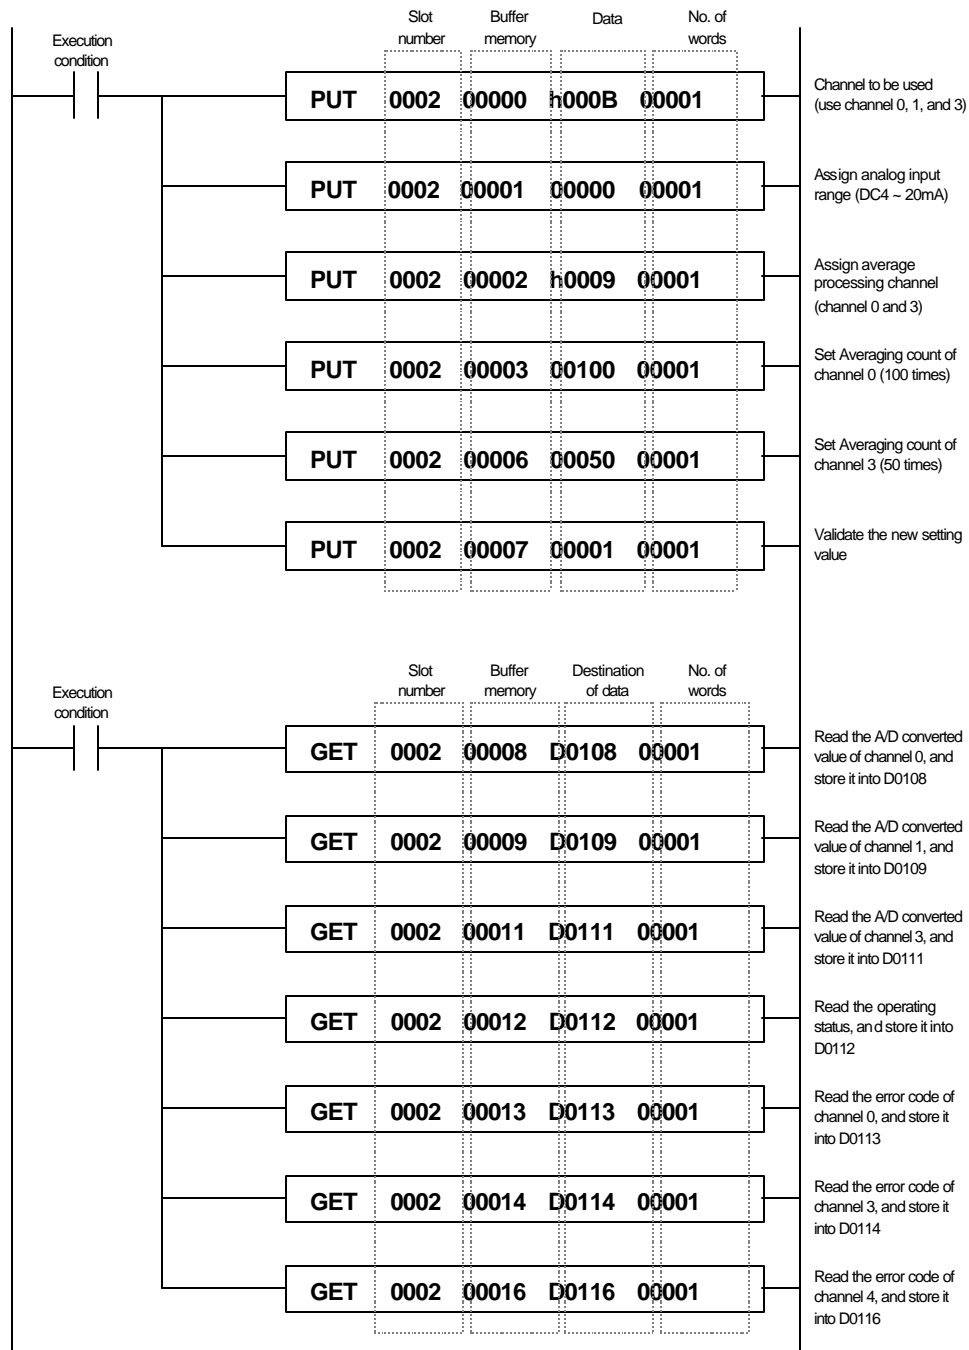 Slot number
Buffer memory
Data
No. of words
Execution condition
PUT 0002 00000 h000B 00001
Channel to be used
(use channel 0, 1, and 3)
PUT 0002 00001 00000 00001
Assign analog input
range (DC4 ~ 20mA)
PUT 0002 00002 h0009 00001
Assign average
processing channel
(channel 0 and 3)
PUT 0002 00003 00100 00001
Set Averaging count of
channel 0 (100 times)
PUT 0002 00006 00050 00001
Set Averaging count of
channel 3 (50 times)
PUT 0002 00007 00001 00001
Validate the new setting
value
Slot number
Buffer memory
Destination of data
No. of words
Execution condition
GET 0002 00008 D0108 00001
Read the A/D converted
value of channel 0, and
store it into D0108
GET 0002 00009 D0109 00001
Read the A/D converted
value of channel 1, and
store it into D0109
GET 0002 00011 D0111 00001
Read the A/D converted
value of channel 3, and
store it into D0111
GET 0002 00012 D0112 00001
Read the operating
status, and store it into
D0112
GET 0002 00013 D0113 00001
Read the error code of
channel 0, and store it
into D0113
GET 0002 00014 D0114 00001
Read the error code of
channel 3, and store it
into D0114
GET 0002 00016 D0116 00001
Read the error code of
channel 4, and store it
into D0116